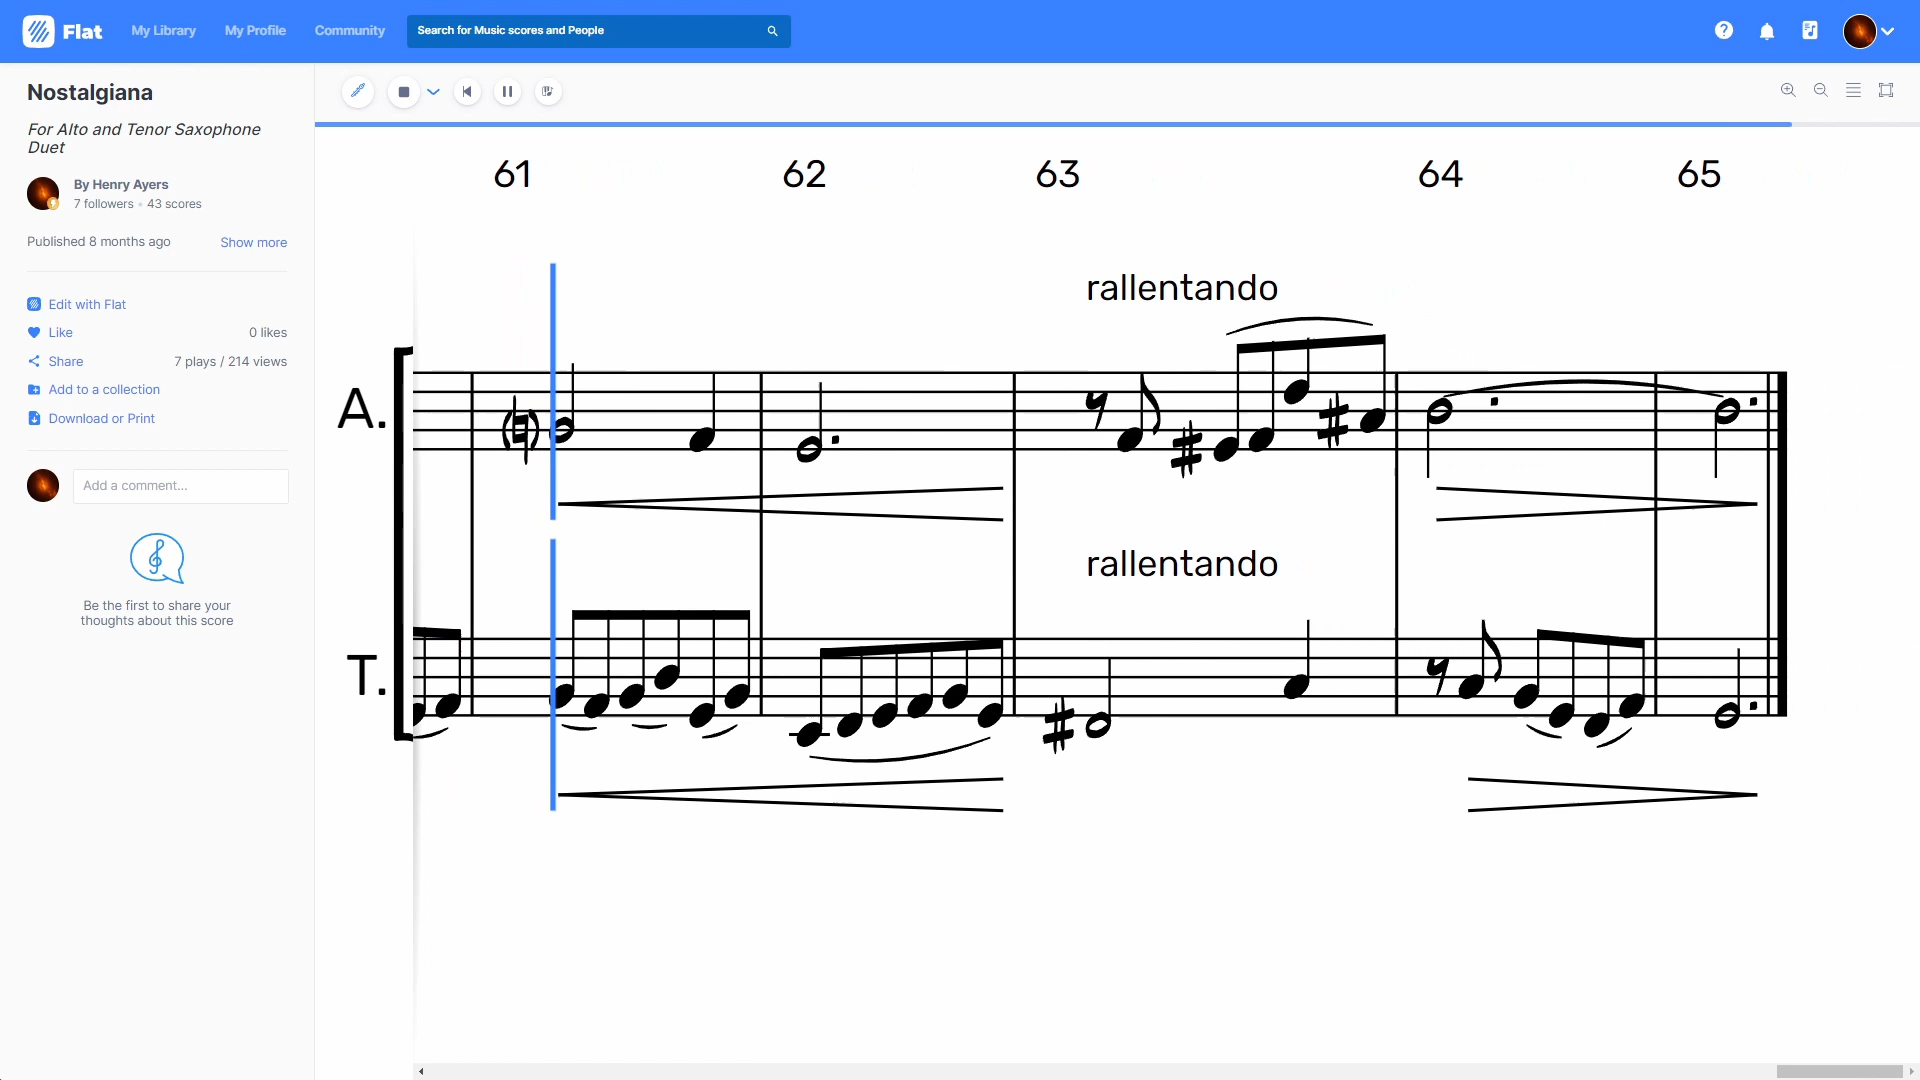 Flat
My Library
My Profile
Community
Search for Music scores and People
Nostalgiana
For Alto and Tenor Saxophone
Duet
By Henry Ayers
7 followers • 43 scores
Published 8 months ago
Show more
Edit with Flat
Like
0 likes
Share
7 plays / 214 views
Add to a collection
Download or Print
Add a comment...
Be the first to share your
thoughts about this score
61
62
63
64
65
rallentando
A.
rallentando
T.